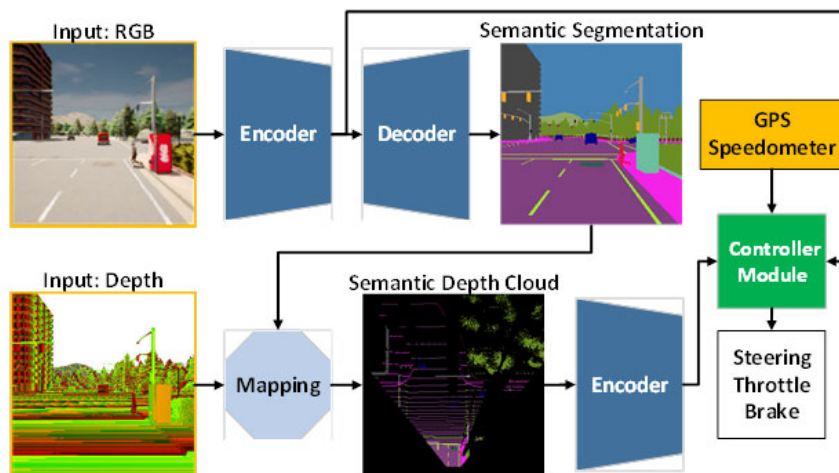 Input: RGB
Encoder
Decoder
Semantic Segmentation
GPS
Speedometer
Controller
Module
Steering
Throttle
Brake
Input: Depth
Mapping
Semantic Depth Cloud
Encoder